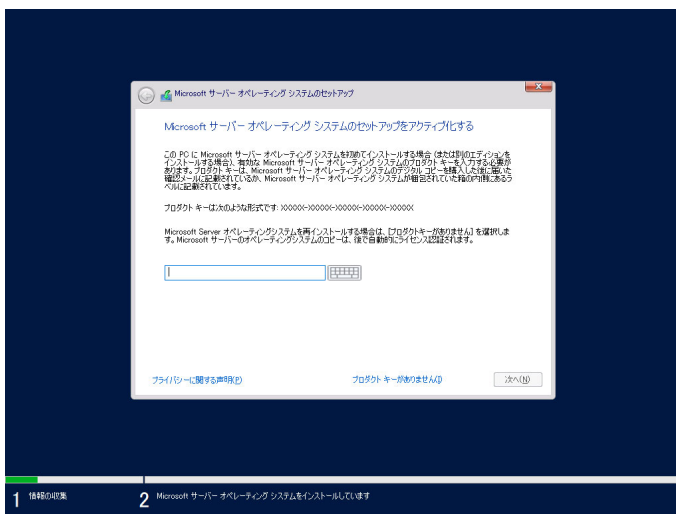 Microsoft サーバー オペレーティング システムのセットアップ
Microsoft サーバー オペレーティング システムのセットアップをアクティブ化する
この PC に Microsoft サーバー オペレーティング システムを初めてインストールする場合 (または別のエディションを
インストールする場合)、有効な Microsoft サーバー オペレーティング システムのプロダクト キーを入力する必要が
あります。プロダクト キーは、Microsoft サーバー オペレーティング システムのデジタル コピーを購入した後に届いた
確認メールに記載されているか、Microsoft サーバー オペレーティング システムが梱包されていた箱の内側にあるラ
ベルに記載されています。
プロダクト キーは次のような形式です: XXXXX-XXXXX-XXXXX-XXXXX-XXXXX
Microsoft Server オペレーティングシステムを再インストールする場合は、[プロダクトキーがありません] を選択しま
す。Microsoft サーバーのオペレーティングシステムのコピーは、後で自動的にライセンス認証されます。
プライバシーに関する声明(P)
プロダクト キーがありません(I)
次へ(N)
1 情報の収集
2 Microsoft サーバー オペレーティング システムをインストールしています